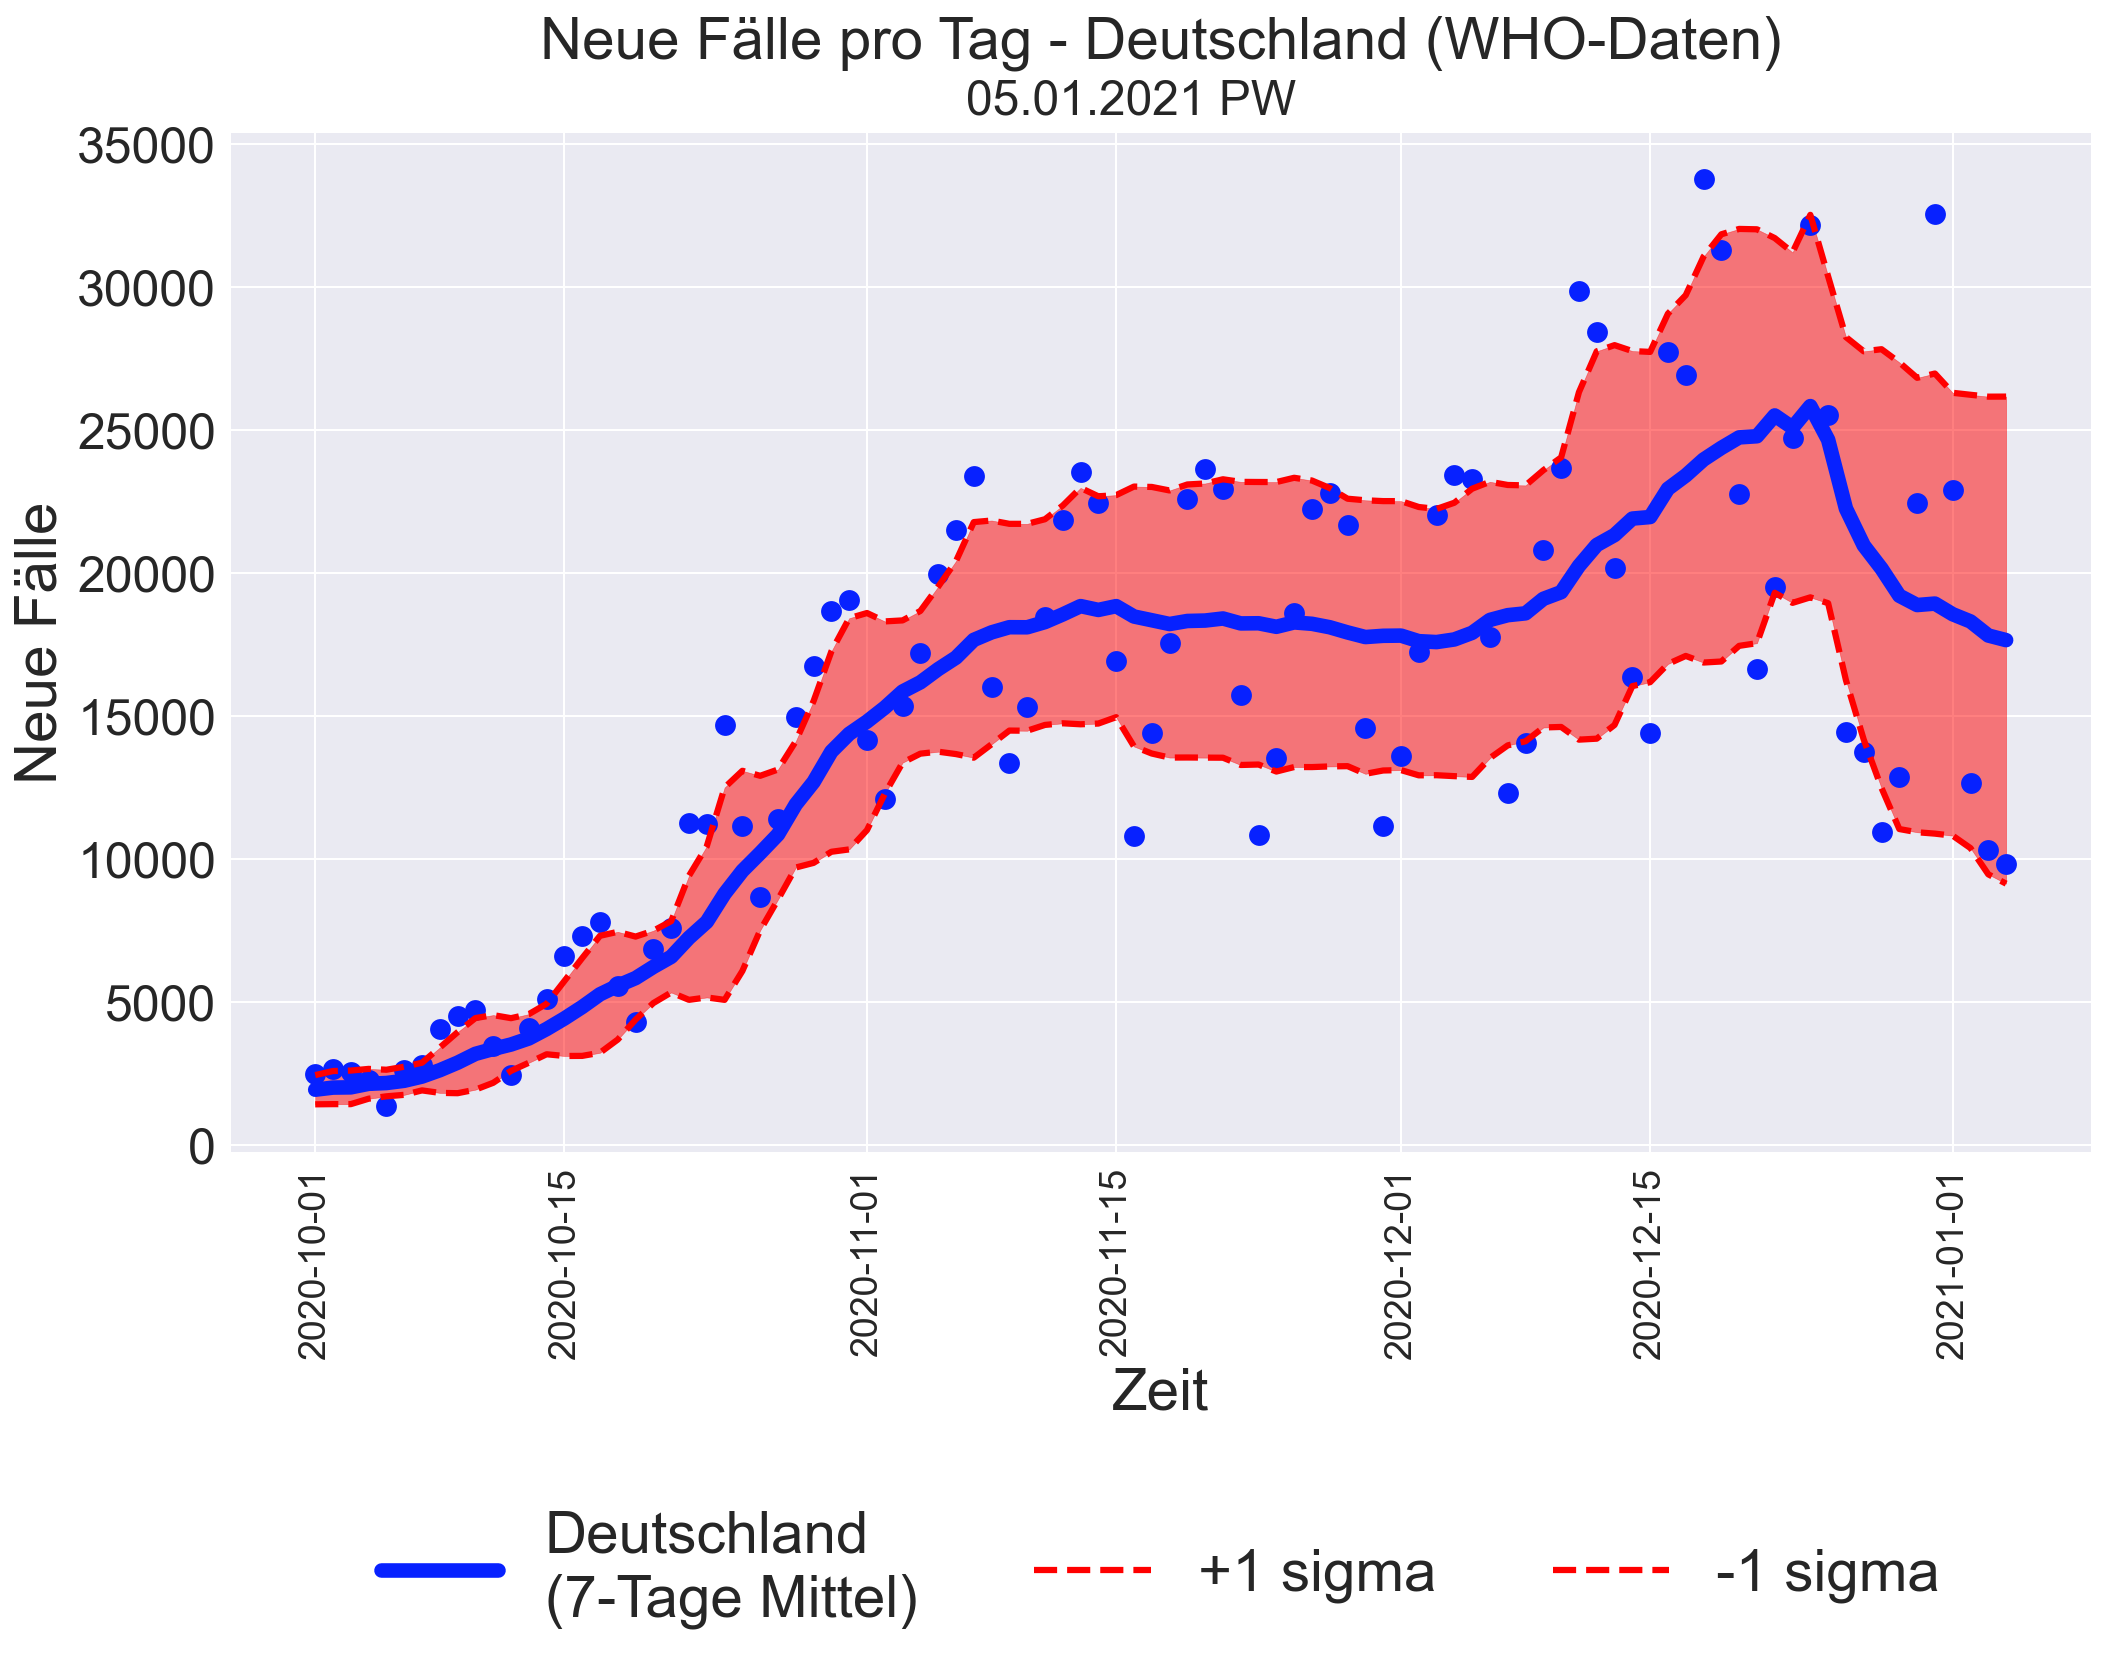 Neue Fälle pro Tag - Deutschland (WHO-Daten)
05.01.2021 PW
35000
30000
25000
20000
15000
10000
5000
0
Neue Fälle
2020-10-01
2020-10-15
2020-11-01
2020-11-15
2020-12-01
2020-12-15
2021-01-01
Zeit
Deutschland
(7-Tage Mittel)
+1 sigma
-1 sigma